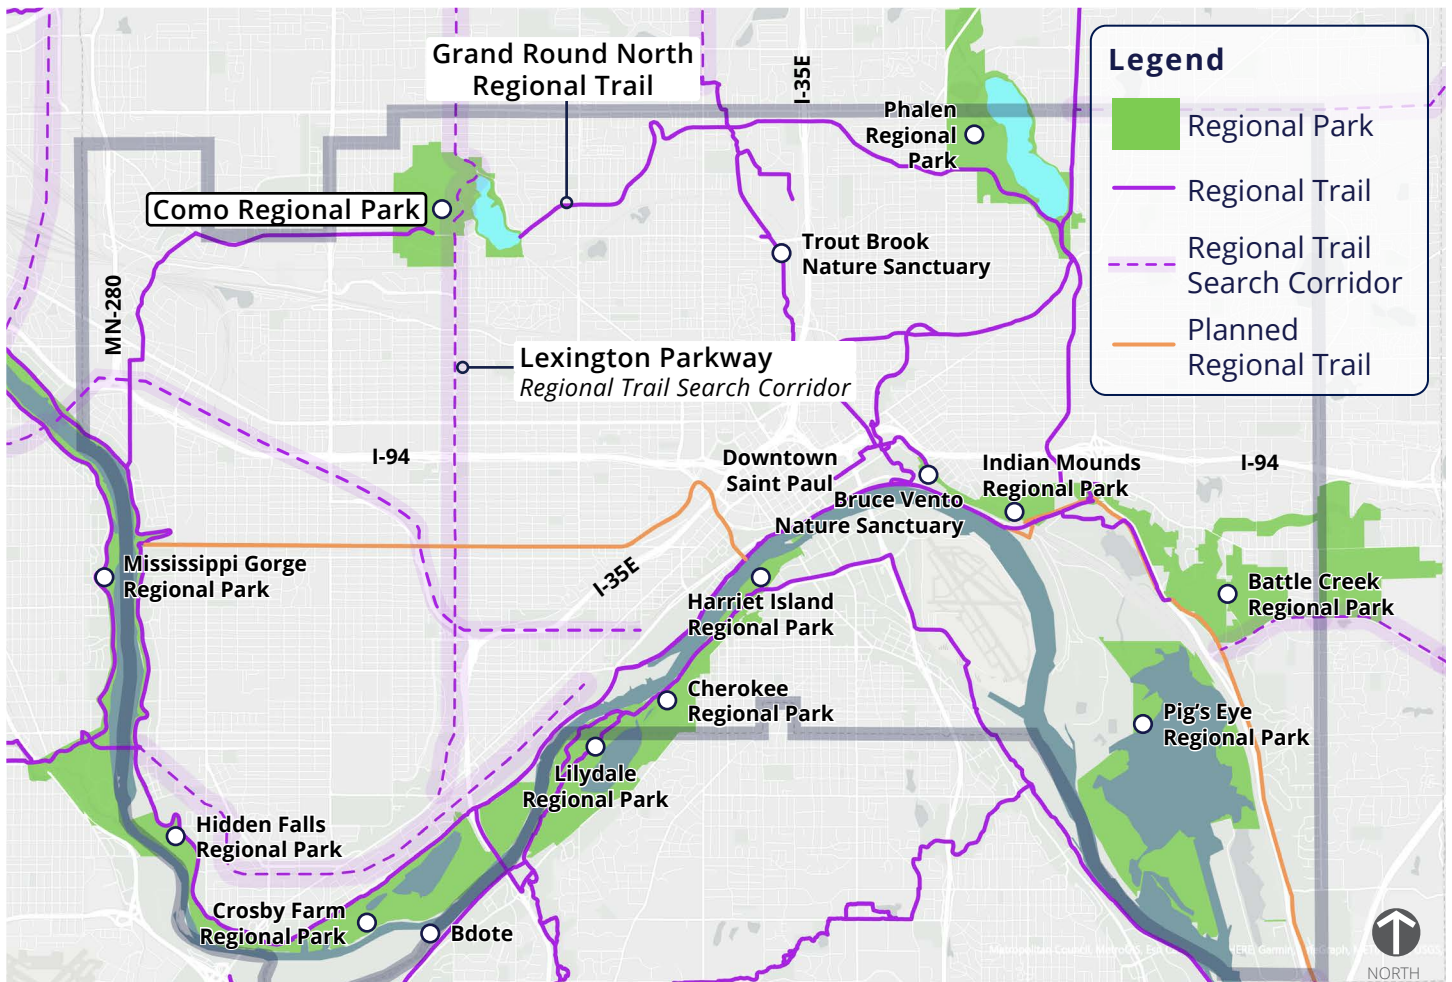 Grand Round North
Regional Trail
I-35E
Legend
Regional Park
Regional Trail
Regional Trail
Search Corridor
Planned
Regional Trail
Phalen
Regional
Park
Como Regional Park
Trout Brook
Nature Sanctuary
MN-280
Lexington Parkway
Regional Trail Search Corridor
I-94
Downtown
Saint Paul
Indian Mounds
Regional Park
I-94
Bruce Vento
Nature Sanctuary
Mississippi Gorge
Regional Park
I-35E
Harriet Island
Regional Park
Battle Creek
Regional Park
Cherokee
Regional Park
Pig's Eye
Regional Park
Lilydale
Regional Park
Hidden Falls
Regional Park
Crosby Farm
Regional Park
Bdote
Metropolitan Council, MetroGIS, Esri
NORTH